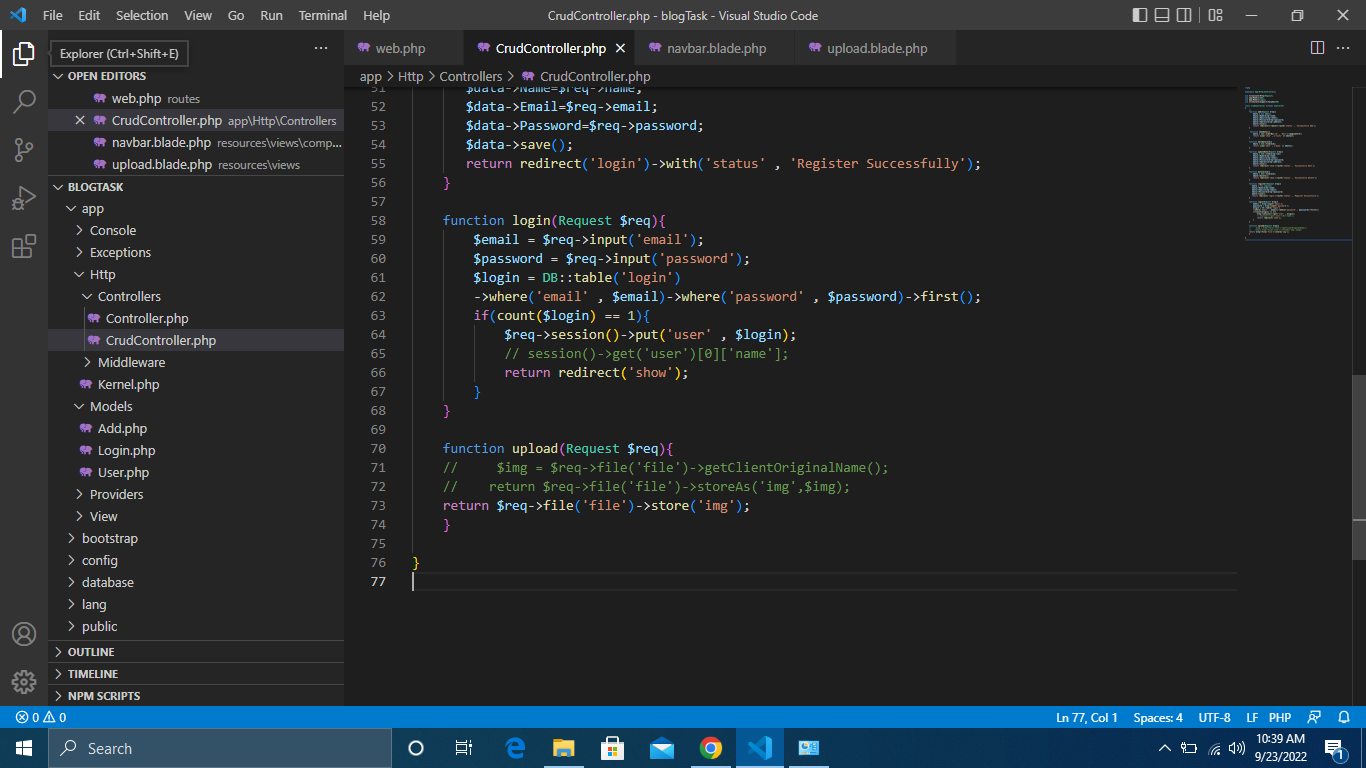 File Edit Selection View Go Run Terminal Help CrudController.php - blogTask - Visual Studio Code
Explorer (Ctrl+Shift+E)
OPEN EDITORS
web.php routes
CrudController.php app\Http\Controllers
navbar.blade.php resources\views\comp...
upload.blade.php resources\views
BLOGTASK
app
Console
Exceptions
Http
Controllers
Controller.php
CrudController.php
Middleware
Kernel.php
Models
Add.php
Login.php
User.php
Providers
View
bootstrap
config
database
lang
public
OUTLINE
TIMELINE
NPM SCRIPTS
web.php CrudController.php navbar.blade.php upload.blade.php
app > Http > Controllers > CrudController.php
51 $data->Name=$req->name;
52 $data->Email=$req->email;
53 $data->Password=$req->password;
54 $data->save();
55 return redirect('login')->with('status' , 'Register Successfully');
56 }
57
58 function login(Request $req){
59 $email = $req->input('email');
60 $password = $req->input('password');
61 $login = DB::table('login')
62 ->where('email' , $email)->where('password' , $password)->first();
63 if(count($login) == 1){
64 $req->session()->put('user' , $login);
65 // session()->get('user')[0]['name'];
66 return redirect('show');
67 }
68 }
69
70 function upload(Request $req){
71 // $img = $req->file('file')->getClientOriginalName();
72 // return $req->file('file')->storeAs('img',$img);
73 return $req->file('file')->store('img');
74 }
75
76 }
77
0 0 Ln 77, Col 1 Spaces: 4 UTF-8 LF PHP
Search
10:39 AM
9/23/2022
1